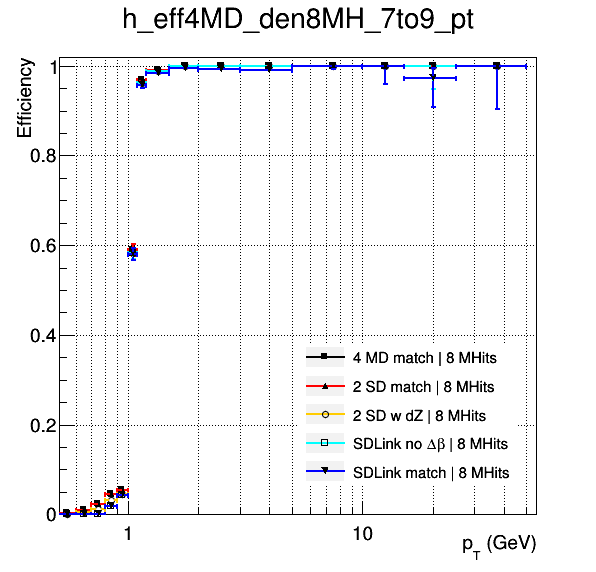 h_eff4MD_den8MH_7to9_pt
Efficiency
1
0.8
0.6
0.4
0.2
0
4 MD match | 8 MHits
2 SD match | 8 MHits
2 SD w dZ | 8 MHits
SDLink no Δβ | 8 MHits
SDLink match | 8 MHits
1
10
p_T (GeV)